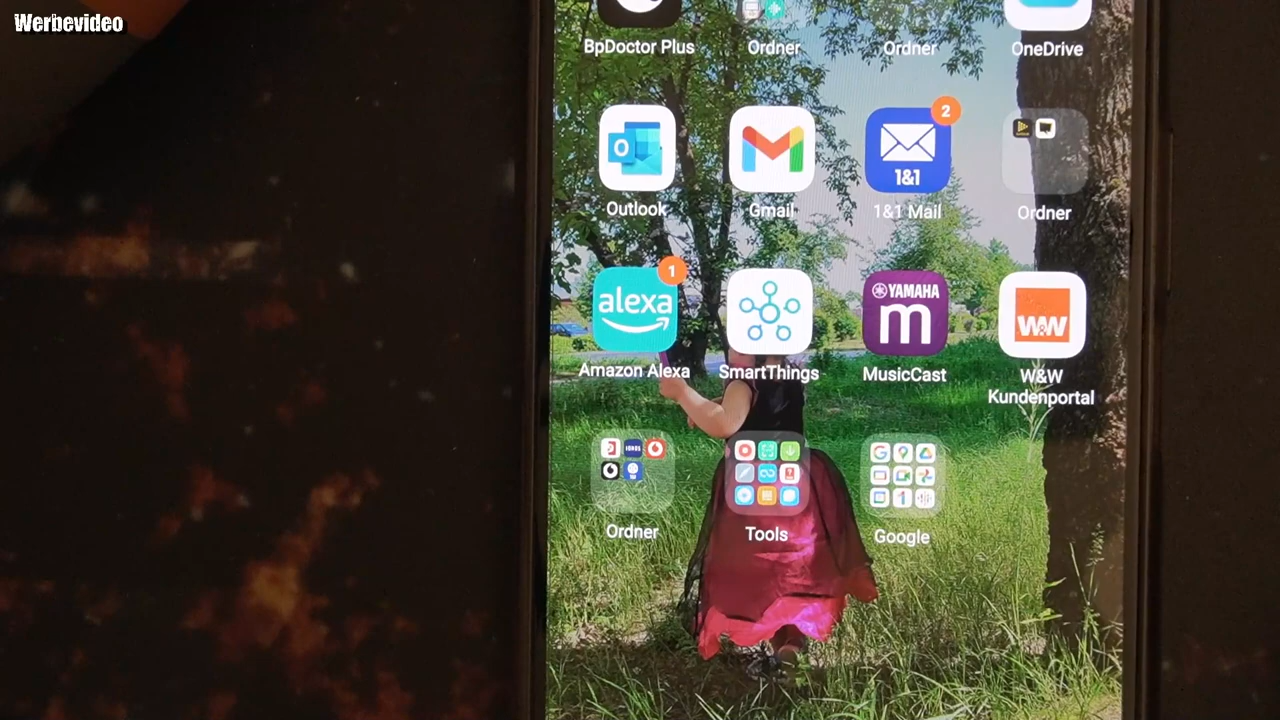 Werbevideo
BpDoctor Plus
Ordner
Ordner
OneDrive
2
1&1
Outlook
Gmail
1&1 Mail
Ordner
1
alexa
YAMAHA
m
W&W
Amazon Alexa
SmartThings
MusicCast
W&W
Kundenportal
Ordner
Tools
Google